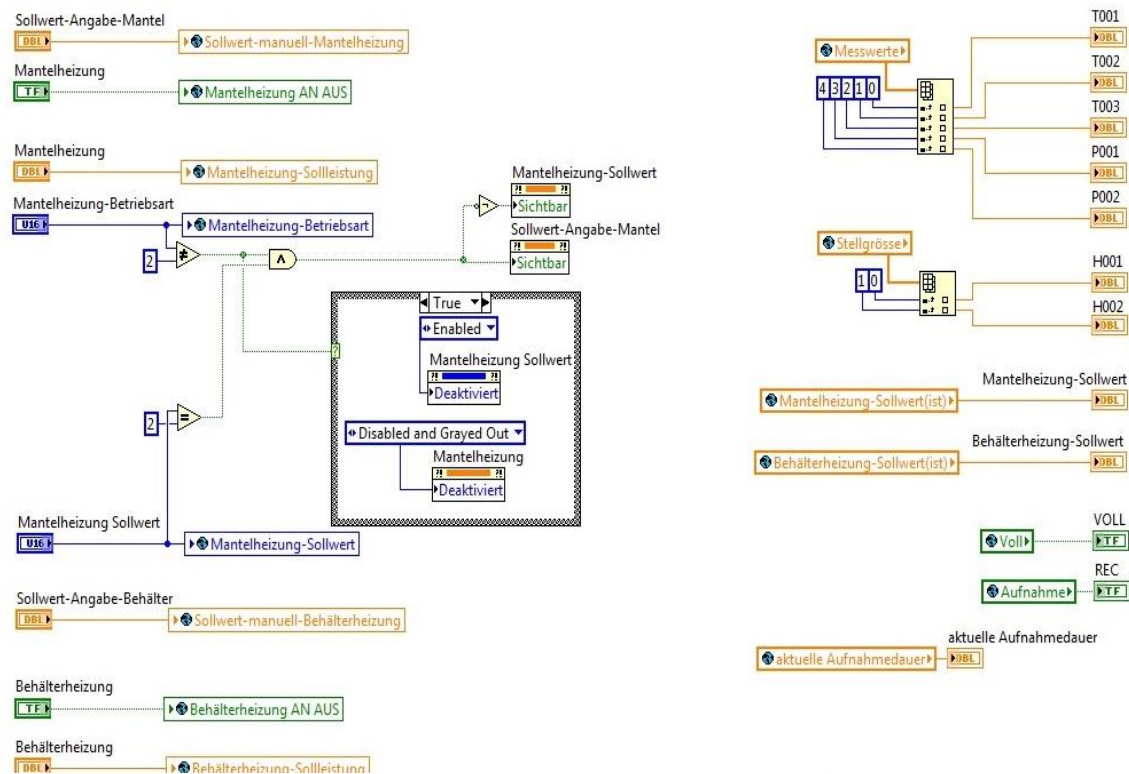 Sollwert-Angabe-Mantel
DBL
Sollwert-manuell-Mantelheizung
Mantelheizung
TF
Mantelheizung AN AUS
Mantelheizung
DBL
Mantelheizung-Sollleistung
Mantelheizung-Betriebsart
U16
Mantelheizung-Betriebsart
2
≠
∧
¬
Mantelheizung-Sollwert
Sichtbar
Sollwert-Angabe-Mantel
Sichtbar
True
?
Enabled
Mantelheizung Sollwert
Deaktiviert
Disabled and Grayed Out
Mantelheizung
Deaktiviert
2
=
Mantelheizung Sollwert
U16
Mantelheizung-Sollwert
Sollwert-Angabe-Behälter
DBL
Sollwert-manuell-Behälterheizung
Behälterheizung
TF
Behälterheizung AN AUS
Behälterheizung
DBL
Behälterheizung-Sollleistung
Messwerte
4 3 2 1 0
T001
DBL
T002
DBL
T003
DBL
P001
DBL
P002
DBL
Stellgrösse
1 0
H001
DBL
H002
DBL
Mantelheizung-Sollwert(ist)
Mantelheizung-Sollwert
DBL
Behälterheizung-Sollwert(ist)
Behälterheizung-Sollwert
DBL
Voll
VOLL
TF
Aufnahme
REC
TF
aktuelle Aufnahmedauer
aktuelle Aufnahmedauer
DBL